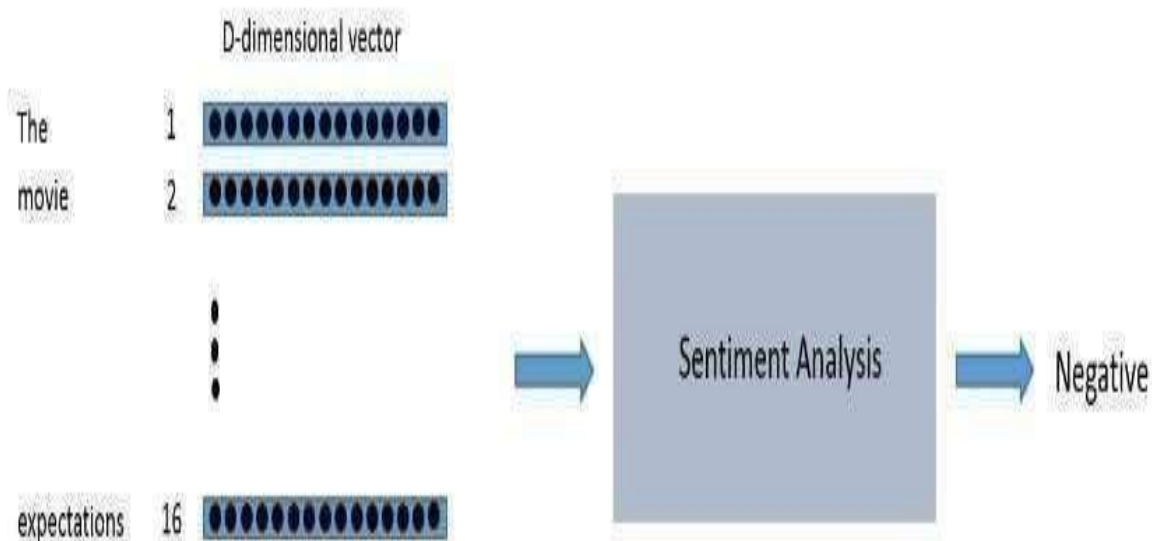 D-dimensional vector
The 1
movie 2
Sentiment Analysis
Negative
expectations 16